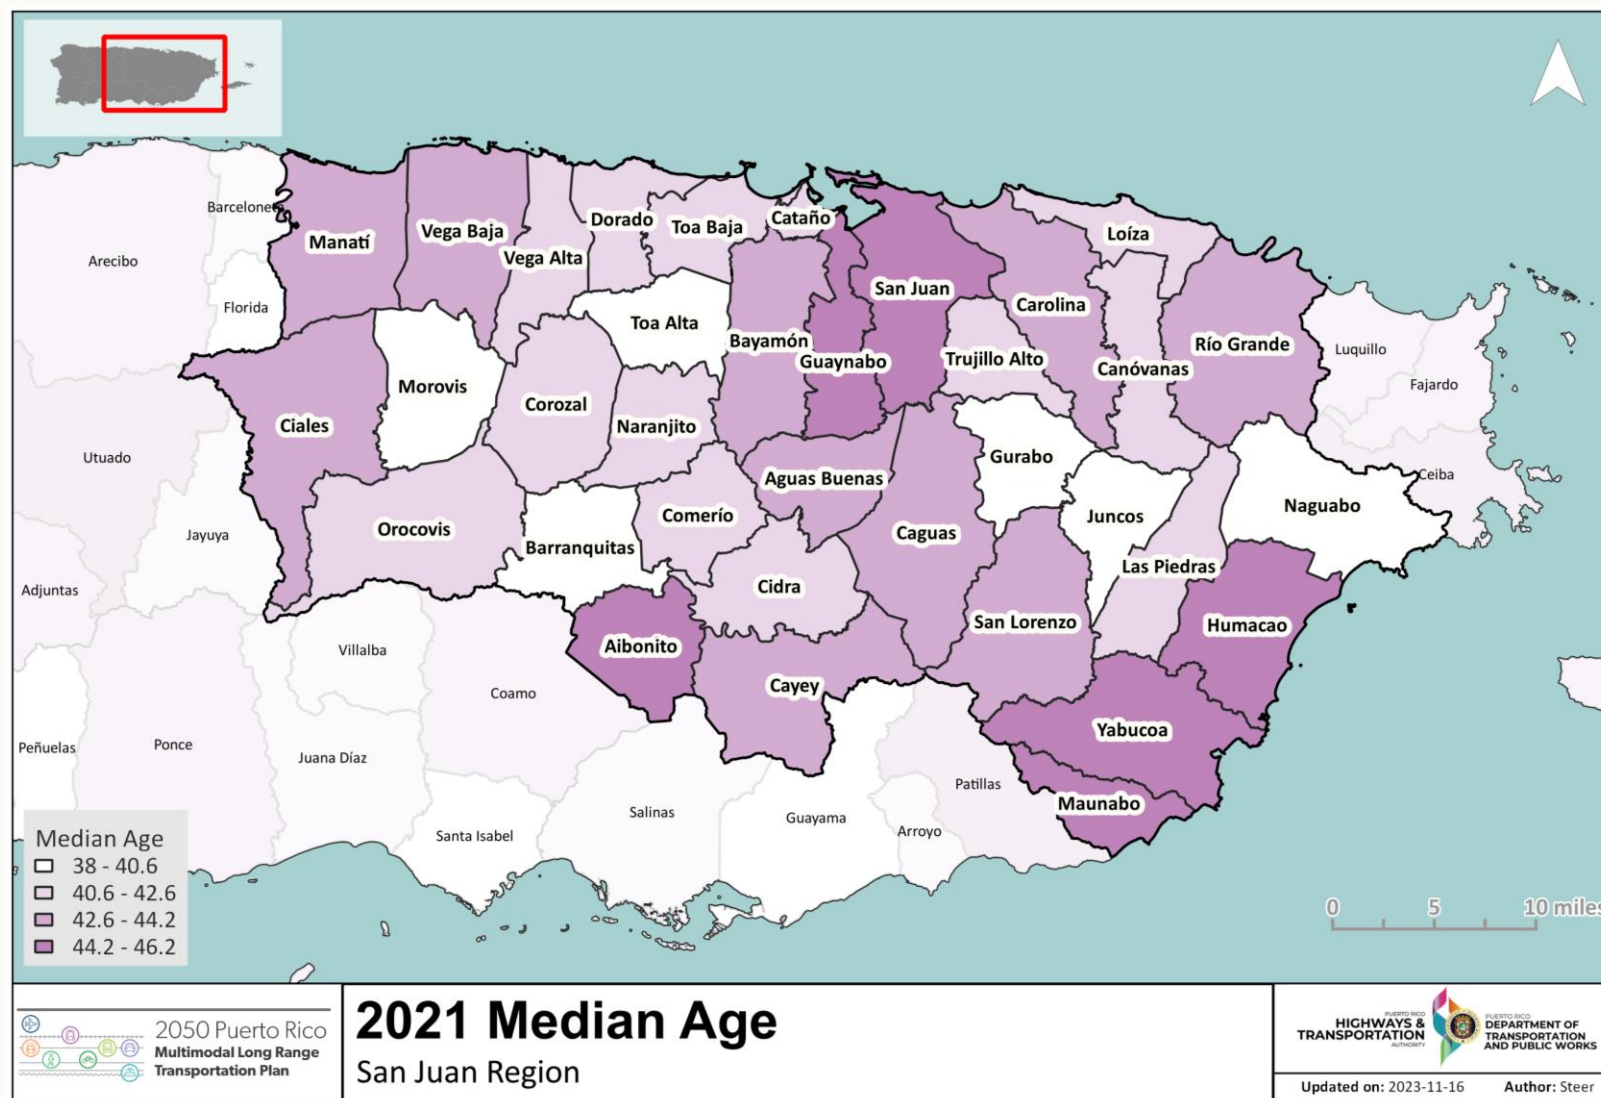 Barceloneta
Arecibo
Manatí
Vega Baja
Vega Alta
Dorado
Toa Baja
Cataño
San Juan
Loíza
Carolina
Florida
Toa Alta
Bayamón
Guaynabo
Trujillo Alto
Canóvanas
Río Grande
Luquillo
Fajardo
Ciales
Morovis
Corozal
Naranjito
Aguas Buenas
Gurabo
Utuado
Ceiba
Naguabo
Juncos
Jayuya
Orocovis
Barranquitas
Comerío
Caguas
Cidra
Las Piedras
Adjuntas
Villalba
Aibonito
San Lorenzo
Humacao
Coamo
Cayey
Peñuelas
Ponce
Juana Díaz
Yabucoa
Patillas
Maunabo
Salinas
Guayama
Arroyo
Santa Isabel
Median Age
38 - 40.6
40.6 - 42.6
42.6 - 44.2
44.2 - 46.2
0 5 10 miles
2050 Puerto Rico
Multimodal Long Range
Transportation Plan
2021 Median Age
San Juan Region
PUERTO RICO
HIGHWAYS &
TRANSPORTATION
AUTHORITY
PUERTO RICO
DEPARTMENT OF
TRANSPORTATION
AND PUBLIC WORKS
Updated on: 2023-11-16 Author: Steer